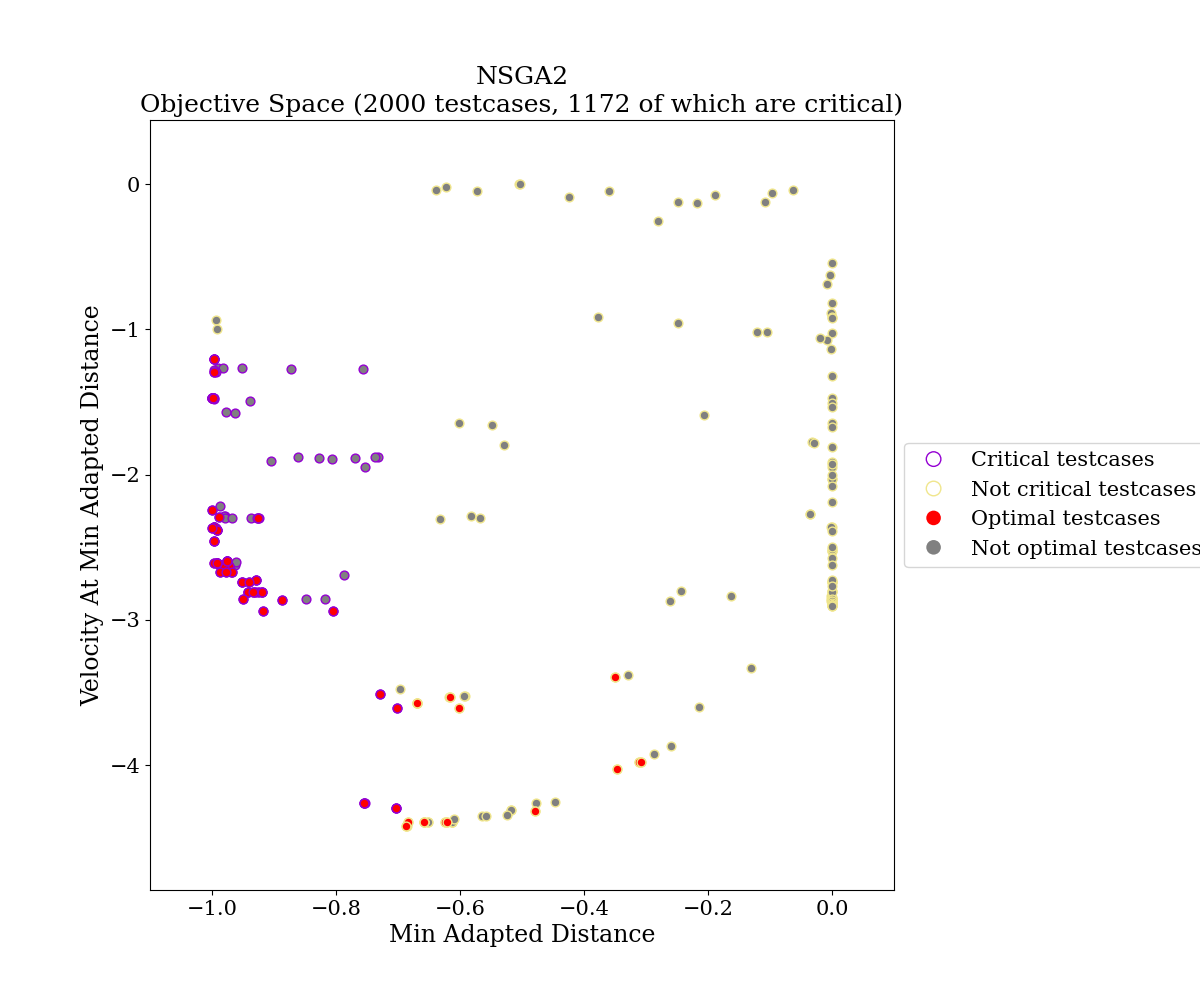 NSGA2
Objective Space (2000 testcases, 1172 of which are critical)
0
−1
−2
−3
−4
Velocity At Min Adapted Distance
−1.0
−0.8
−0.6
−0.4
−0.2
0.0
Min Adapted Distance
Critical testcases
Not critical testcases
Optimal testcases
Not optimal testcases